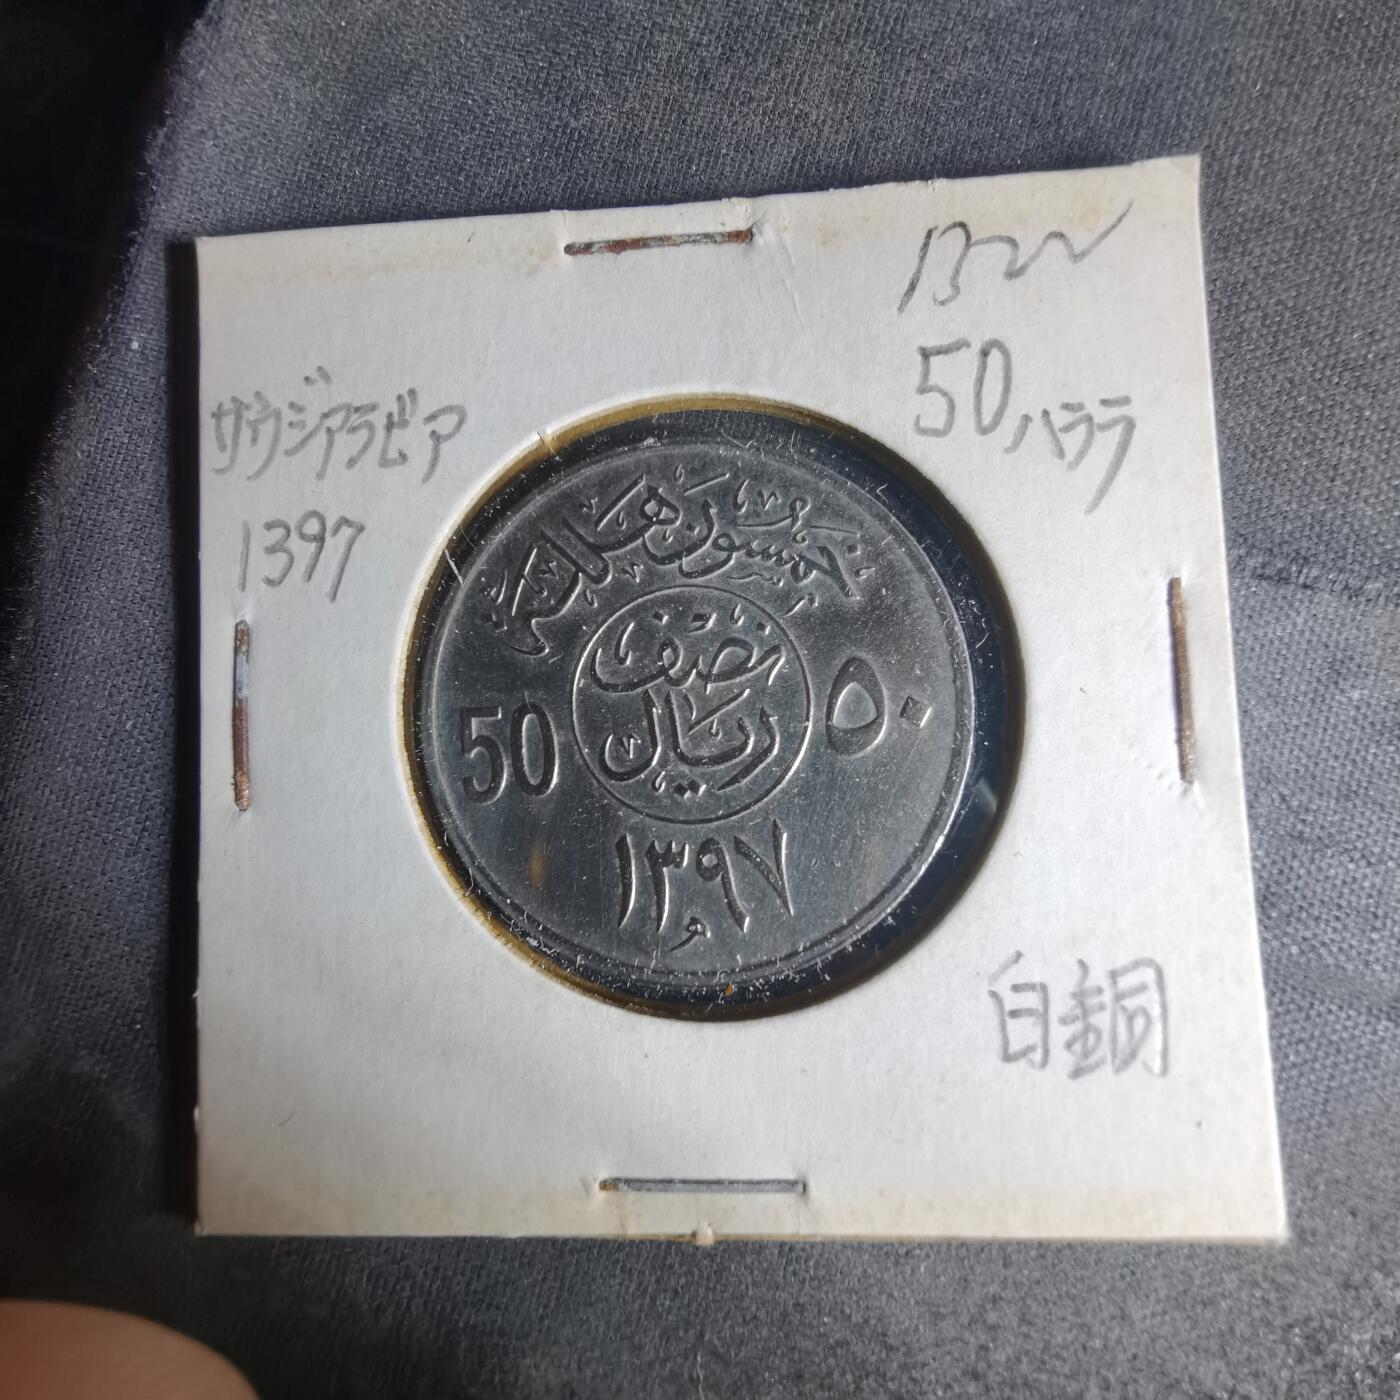 50ハララ
サウジアラビア
1397
خمسون هللة
نصف
ريال
50
٥٠
١٣٩٧
白銅